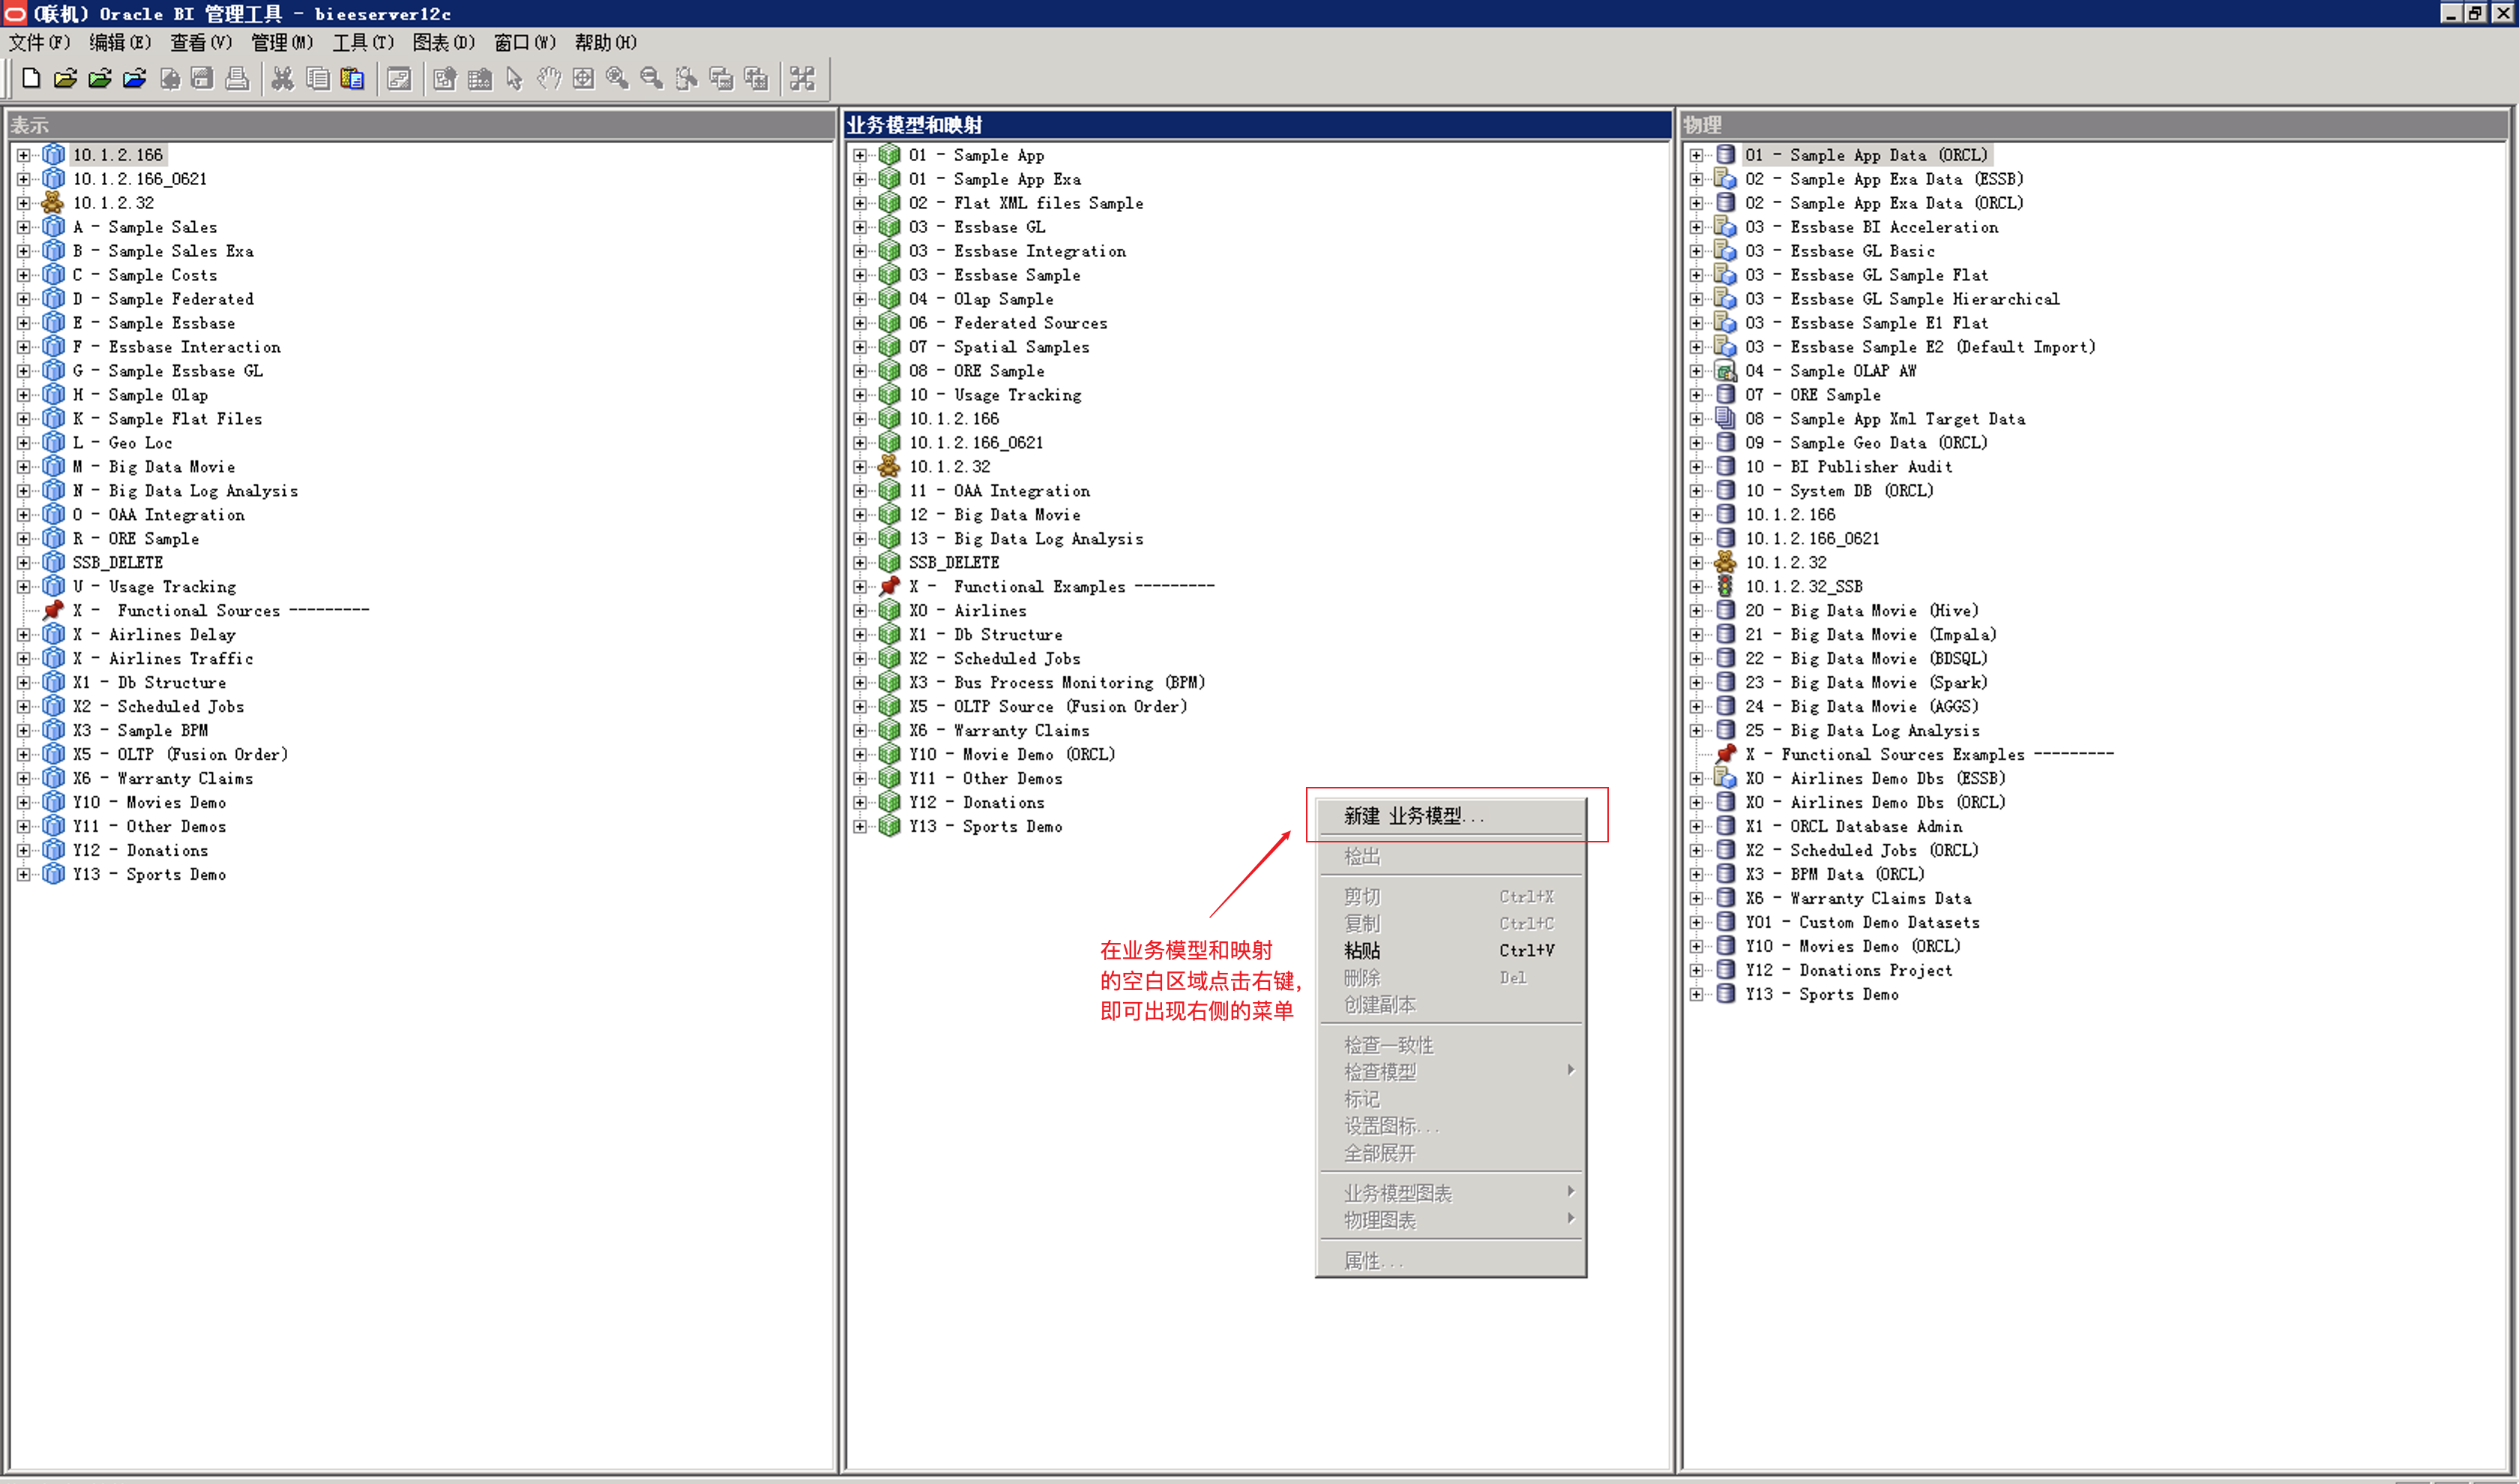 (联机) Oracle BI 管理工具 - bieeserver12c
文件(F) 编辑(E) 查看(V) 管理(M) 工具(T) 图表(D) 窗口(W) 帮助(H)
表示
10.1.2.166
10.1.2.166_0621
10.1.2.32
A - Sample Sales
B - Sample Sales Exa
C - Sample Costs
D - Sample Federated
E - Sample Essbase
F - Essbase Interaction
G - Sample Essbase GL
H - Sample Olap
K - Sample Flat Files
L - Geo Loc
M - Big Data Movie
N - Big Data Log Analysis
O - OAA Integration
R - ORE Sample
SSB_DELETE
U - Usage Tracking
X -  Functional Sources ---------
X - Airlines Delay
X - Airlines Traffic
X1 - Db Structure
X2 - Scheduled Jobs
X3 - Sample BPM
X5 - OLTP (Fusion Order)
X6 - Warranty Claims
Y10 - Movies Demo
Y11 - Other Demos
Y12 - Donations
Y13 - Sports Demo
业务模型和映射
01 - Sample App
01 - Sample App Exa
02 - Flat XML files Sample
03 - Essbase GL
03 - Essbase Integration
03 - Essbase Sample
04 - Olap Sample
06 - Federated Sources
07 - Spatial Samples
08 - ORE Sample
10 - Usage Tracking
10.1.2.166
10.1.2.166_0621
10.1.2.32
11 - OAA Integration
12 - Big Data Movie
13 - Big Data Log Analysis
SSB_DELETE
X -  Functional Examples ---------
X0 - Airlines
X1 - Db Structure
X2 - Scheduled Jobs
X3 - Bus Process Monitoring (BPM)
X5 - OLTP Source (Fusion Order)
X6 - Warranty Claims
Y10 - Movie Demo (ORCL)
Y11 - Other Demos
Y12 - Donations
Y13 - Sports Demo
在业务模型和映射
的空白区域点击右键,
即可出现右侧的菜单
新建 业务模型...
检出
剪切 Ctrl+X
复制 Ctrl+C
粘贴 Ctrl+V
删除 Del
创建副本
检查一致性
检查模型
标记
设置图标...
全部展开
业务模型图表
物理图表
属性...
物理
01 - Sample App Data (ORCL)
02 - Sample App Exa Data (ESSB)
02 - Sample App Exa Data (ORCL)
03 - Essbase BI Acceleration
03 - Essbase GL Basic
03 - Essbase GL Sample Flat
03 - Essbase GL Sample Hierarchical
03 - Essbase Sample E1 Flat
03 - Essbase Sample E2 (Default Import)
04 - Sample OLAP AW
07 - ORE Sample
08 - Sample App Xml Target Data
09 - Sample Geo Data (ORCL)
10 - BI Publisher Audit
10 - System DB (ORCL)
10.1.2.166
10.1.2.166_0621
10.1.2.32
10.1.2.32_SSB
20 - Big Data Movie (Hive)
21 - Big Data Movie (Impala)
22 - Big Data Movie (BDSQL)
23 - Big Data Movie (Spark)
24 - Big Data Movie (AGGS)
25 - Big Data Log Analysis
X - Functional Sources Examples ---------
X0 - Airlines Demo Dbs (ESSB)
X0 - Airlines Demo Dbs (ORCL)
X1 - ORCL Database Admin
X2 - Scheduled Jobs (ORCL)
X3 - BPM Data (ORCL)
X6 - Warranty Claims Data
Y01 - Custom Demo Datasets
Y10 - Movies Demo (ORCL)
Y12 - Donations Project
Y13 - Sports Demo